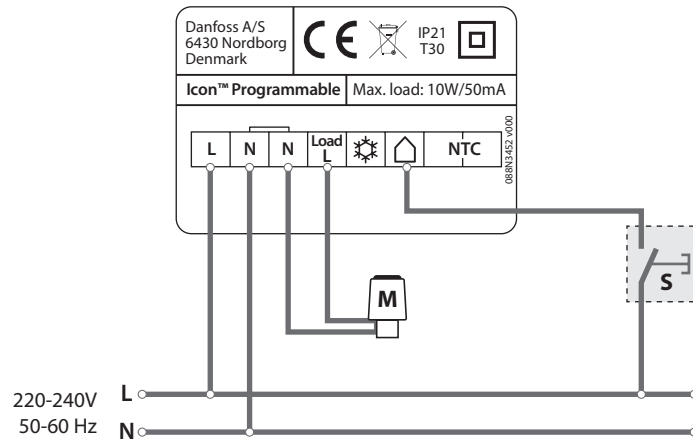 Danfoss A/S
6430 Nordborg
Denmark
CE
IP21
T30
Icon™ Programmable
Max. load: 10W/50mA
L N N Load L NTC
088N3452 v000
M
S
220-240V L
50-60 Hz N